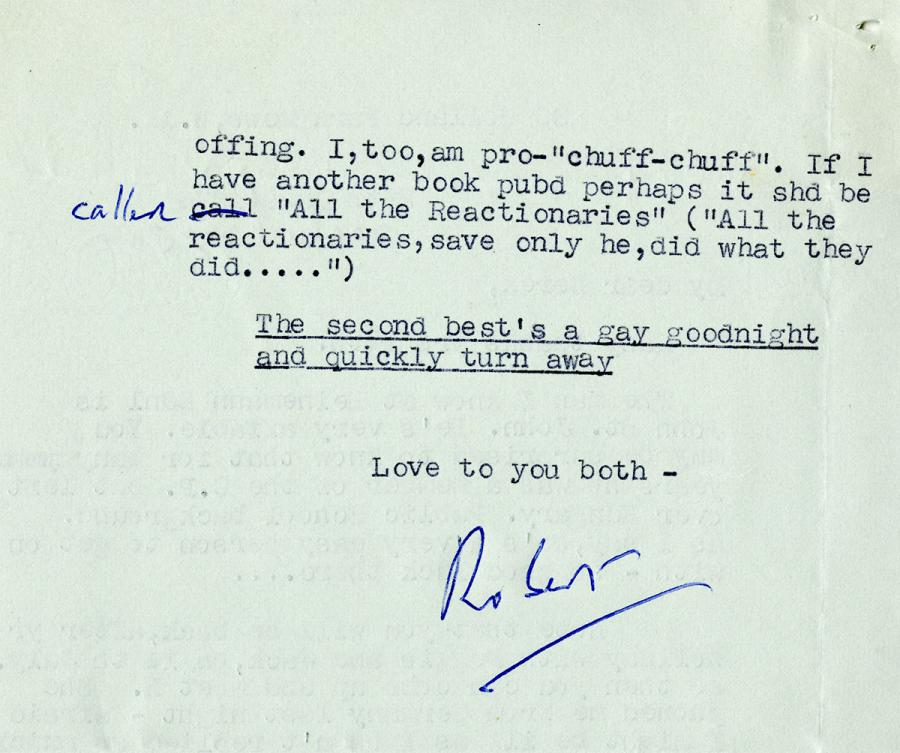 offing. I,too,am pro-"chuff-chuff". If I
have another book pubd perhaps it shd be
called call "All the Reactionaries" ("All the
reactionaries,save only he,did what they
did.....")
The second best's a gay goodnight
and quickly turn away
Love to you both -
Robert